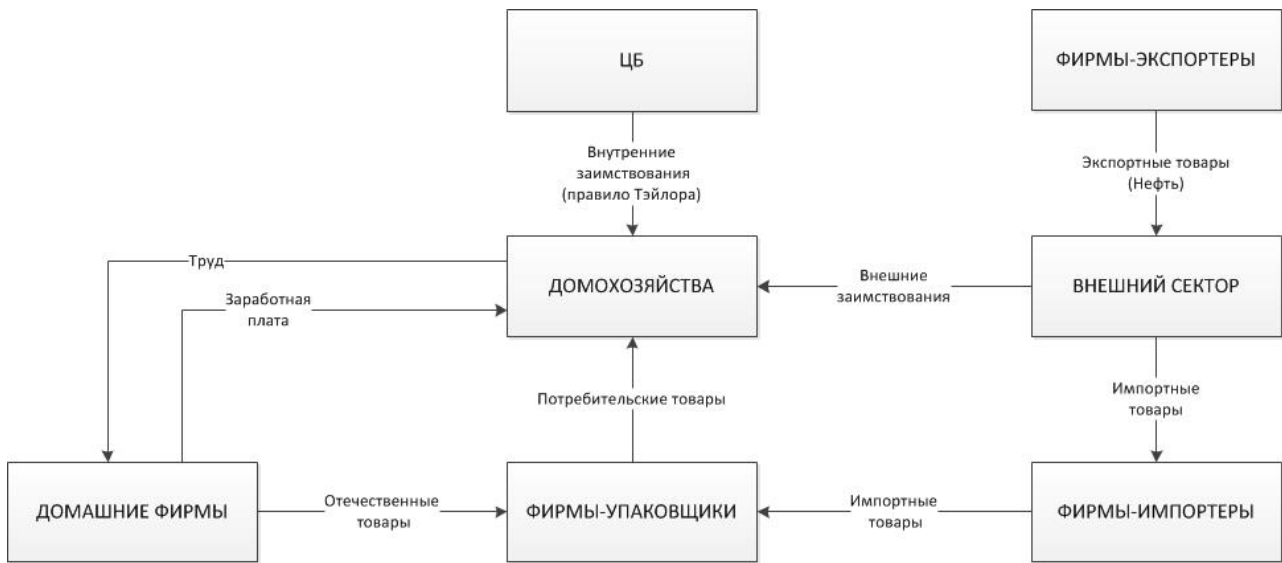 ЦБ
ФИРМЫ-ЭКСПОРТЕРЫ
Внутренние
заимствования
(правило Тэйлора)
Экспортные товары
(Нефть)
Труд
ДОМОХОЗЯЙСТВА
Внешние
заимствования
ВНЕШНИЙ СЕКТОР
Заработная
плата
Потребительские товары
Импортные
товары
ДОМАШНИЕ ФИРМЫ
Отечественные
товары
ФИРМЫ-УПАКОВЩИКИ
Импортные
товары
ФИРМЫ-ИМПОРТЕРЫ